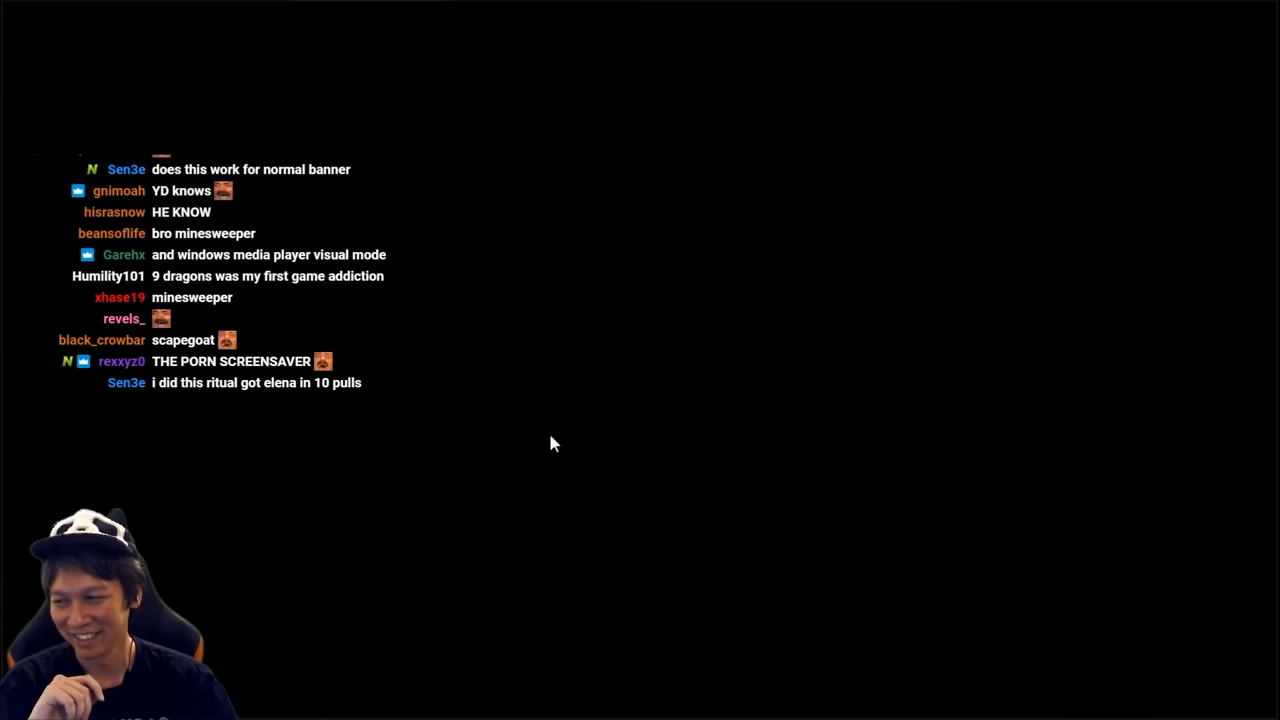 Sen3e does this work for normal banner
gnimoah YD knows
hisrasnow HE KNOW
beansoflife bro minesweeper
Garehx and windows media player visual mode
Humility101 9 dragons was my first game addiction
xhase19 minesweeper
revels_
black_crowbar scapegoat
rexxyz0 THE PORN SCREENSAVER
Sen3e i did this ritual got elena in 10 pulls